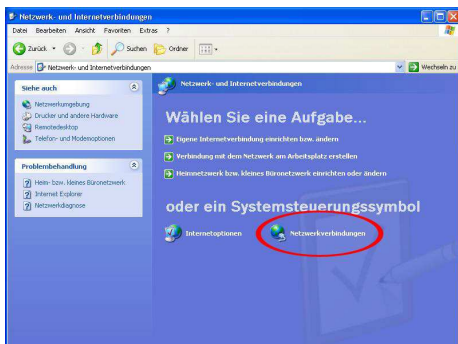 Netzwerk- und Internetverbindungen
Datei Bearbeiten Ansicht Favoriten Extras ?
Zurück Suchen Ordner
Adresse Netzwerk- und Internetverbindungen Wechseln zu
Siehe auch
Netzwerkumgebung
Drucker und andere Hardware
Remotedesktop
Telefon- und Modemoptionen
Problembehandlung
Heim- bzw. kleines Büronetzwerk
Internet Explorer
Netzwerkdiagnose
Netzwerk- und Internetverbindungen
Wählen Sie eine Aufgabe...
Eigene Internetverbindung einrichten bzw. ändern
Verbindung mit dem Netzwerk am Arbeitsplatz erstellen
Heimnetzwerk bzw. kleines Büronetzwerk einrichten oder ändern
oder ein Systemsteuerungssymbol
Internetoptionen
Netzwerkverbindungen